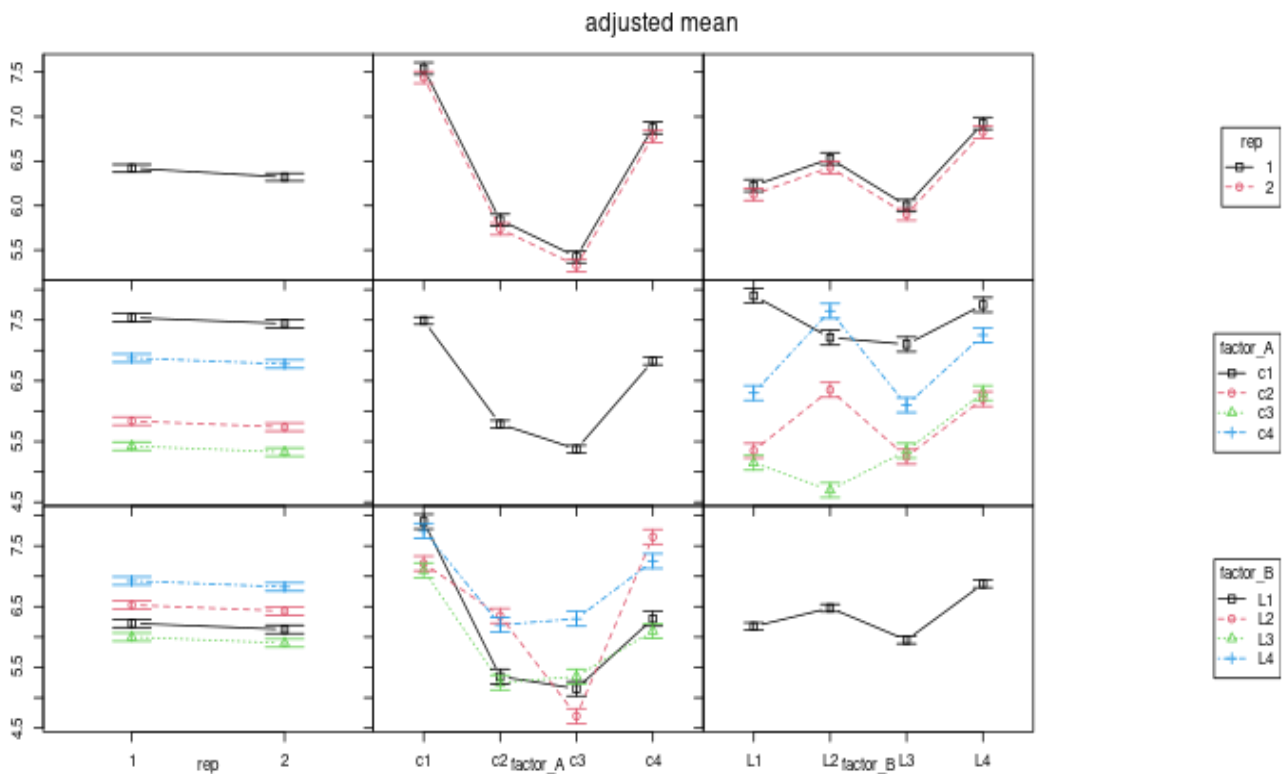 adjusted mean
7.5
7.0
6.5
6.0
5.5
rep
1
2
7.5
6.5
5.5
4.5
factor_A
c1
c2
c3
c4
7.5
6.5
5.5
4.5
factor_B
L1
L2
L3
L4
1 rep 2
c1 c2 factor_A c3 c4
L1 L2 factor_B L3 L4